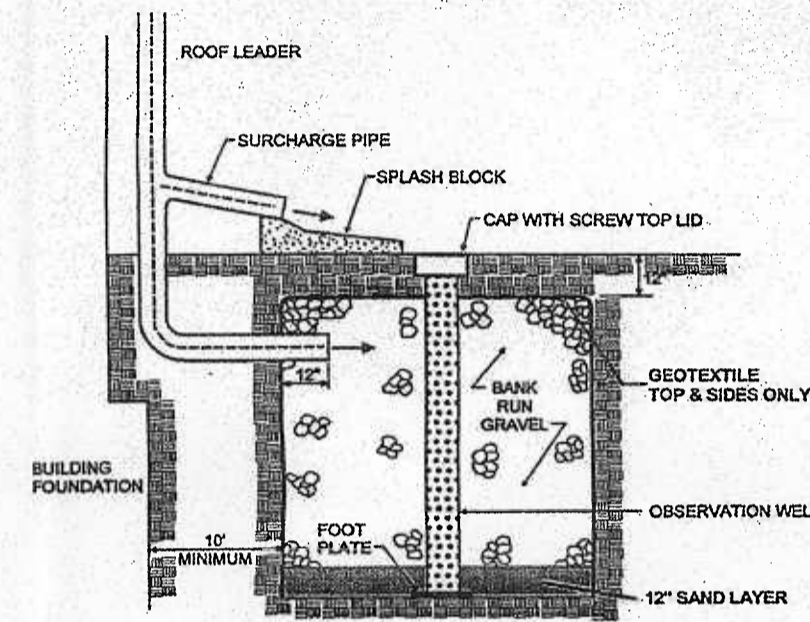 ROOF LEADER
SURCHARGE PIPE
SPLASH BLOCK
CAP WITH SCREW TOP LID
12"
12"
GEOTEXTILE
TOP & SIDES ONLY
BANK
RUN
GRAVEL
BUILDING
FOUNDATION
OBSERVATION WEL
FOOT
PLATE
10'
MINIMUM
12" SAND LAYER